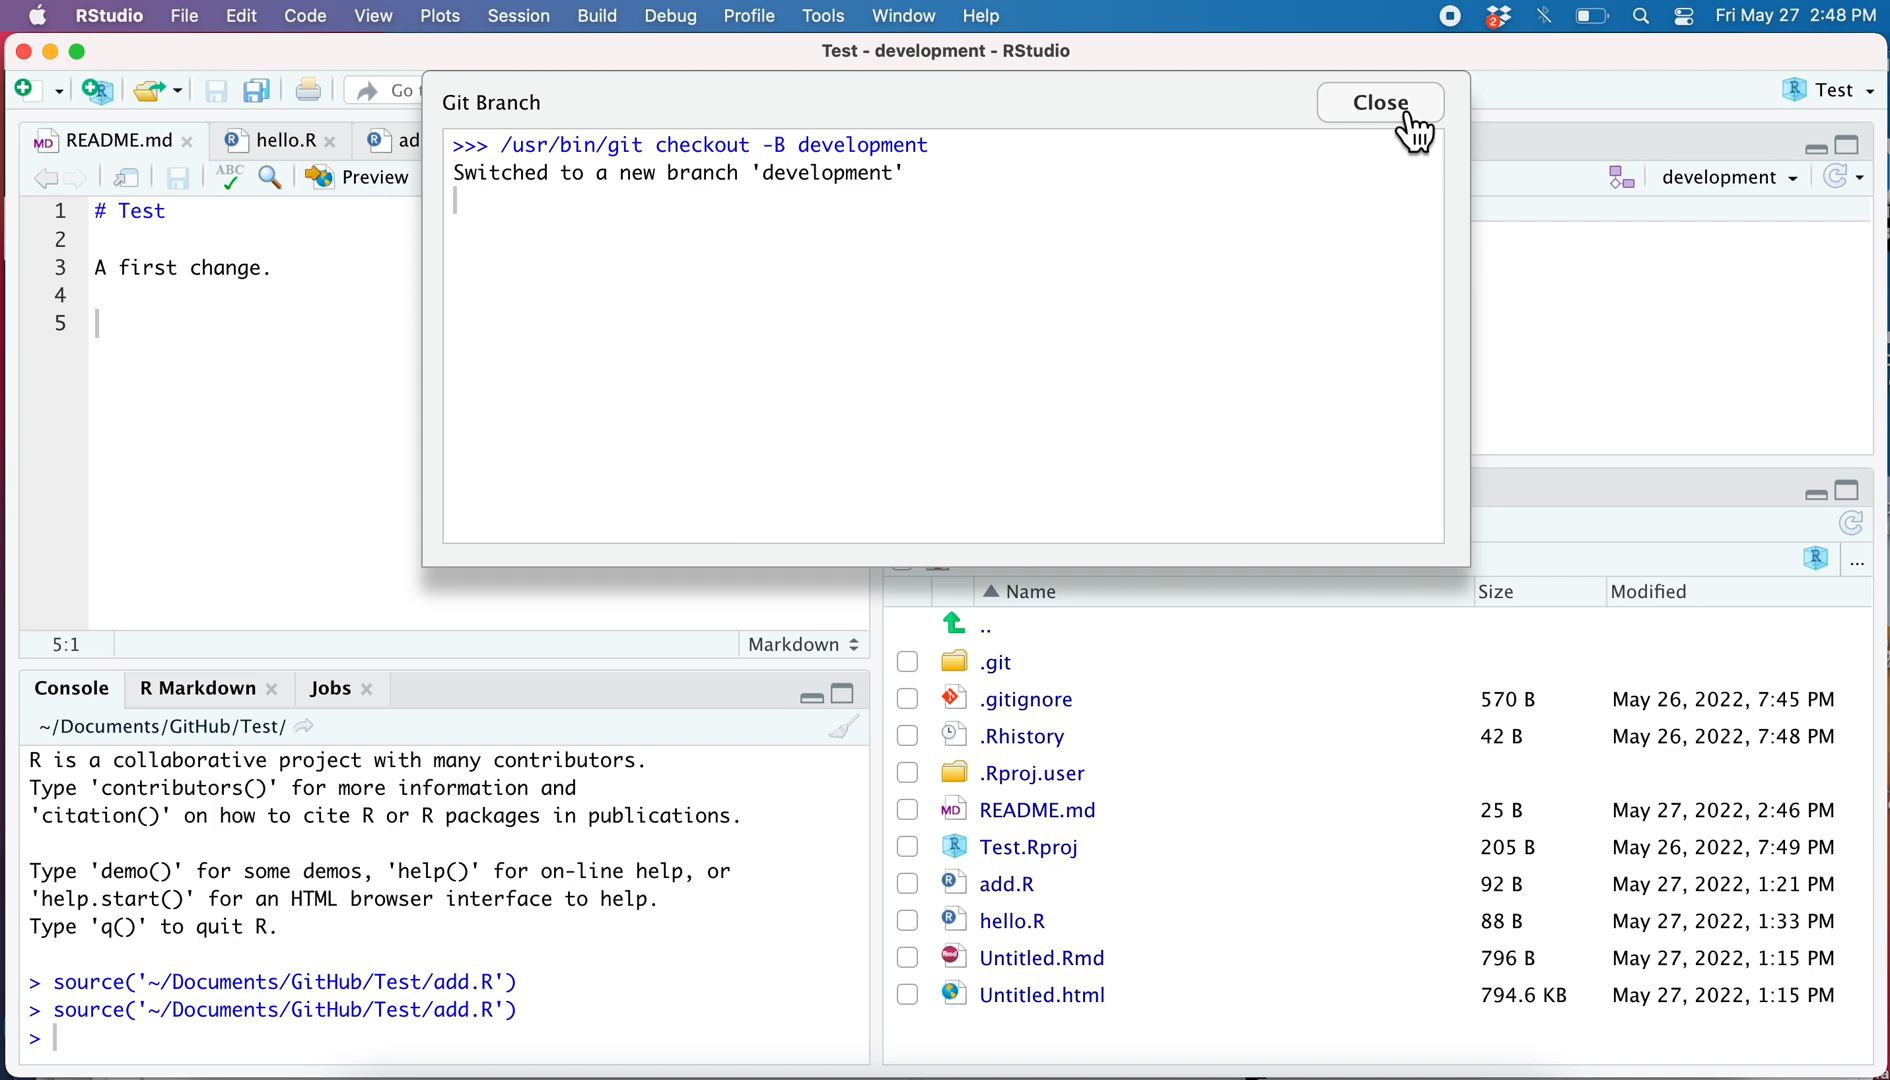 RStudio File Edit Code View Plots Session Build Debug Profile Tools Window Help 2 Fri May 27 2:48 PM
Test - development - RStudio
Go
Test
Git Branch
Close
>>> /usr/bin/git checkout -B development
Switched to a new branch 'development'
MD README.md hello.R ad
ABC Preview
development
1 # Test
2
3 A first change.
4
5
5:1 Markdown
Console R Markdown Jobs
~/Documents/GitHub/Test/
R is a collaborative project with many contributors.
Type 'contributors()' for more information and
'citation()' on how to cite R or R packages in publications.
Type 'demo()' for some demos, 'help()' for on-line help, or
'help.start()' for an HTML browser interface to help.
Type 'q()' to quit R.
> source('~/Documents/GitHub/Test/add.R')
> source('~/Documents/GitHub/Test/add.R')
>
...
Name Size Modified
..
.git
.gitignore 570 B May 26, 2022, 7:45 PM
.Rhistory 42 B May 26, 2022, 7:48 PM
.Rproj.user
MD README.md 25 B May 27, 2022, 2:46 PM
Test.Rproj 205 B May 26, 2022, 7:49 PM
add.R 92 B May 27, 2022, 1:21 PM
hello.R 88 B May 27, 2022, 1:33 PM
Untitled.Rmd 796 B May 27, 2022, 1:15 PM
Untitled.html 794.6 KB May 27, 2022, 1:15 PM